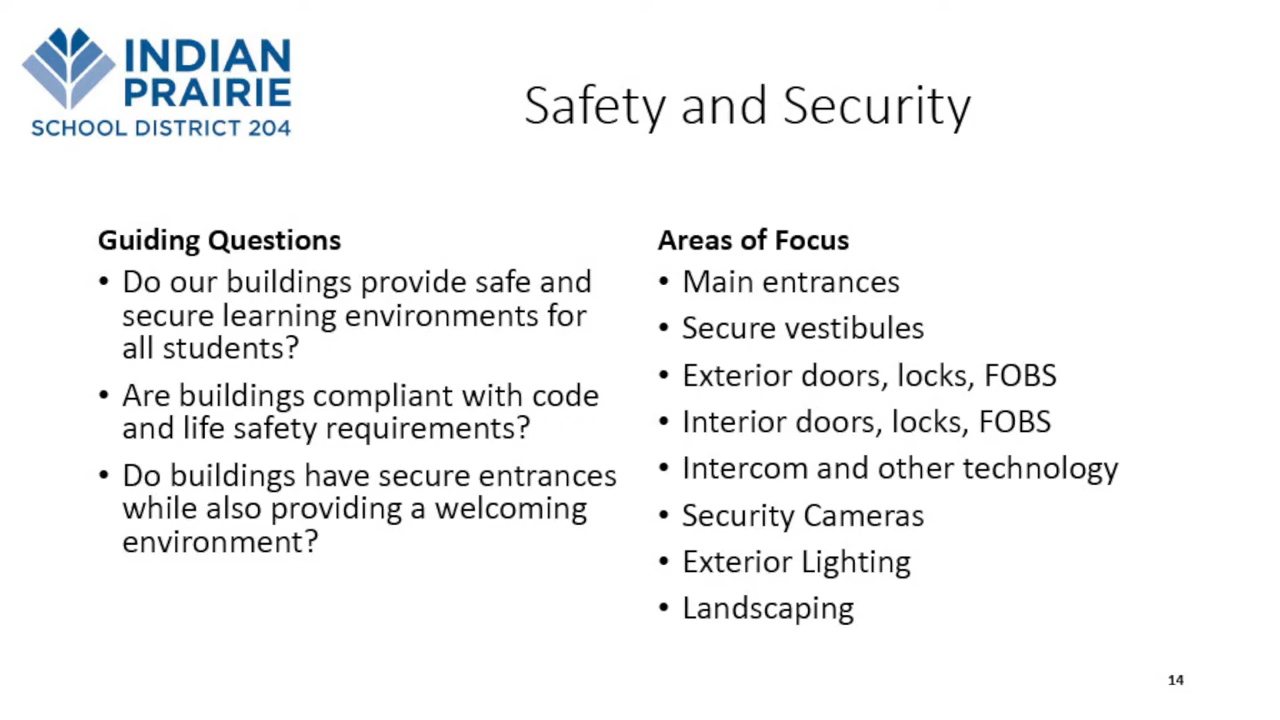 INDIAN
PRAIRIE
SCHOOL DISTRICT 204
Safety and Security
Guiding Questions
• Do our buildings provide safe and
secure learning environments for
all students?
• Are buildings compliant with code
and life safety requirements?
• Do buildings have secure entrances
while also providing a welcoming
environment?
Areas of Focus
• Main entrances
• Secure vestibules
• Exterior doors, locks, FOBS
• Interior doors, locks, FOBS
• Intercom and other technology
• Security Cameras
• Exterior Lighting
• Landscaping
14